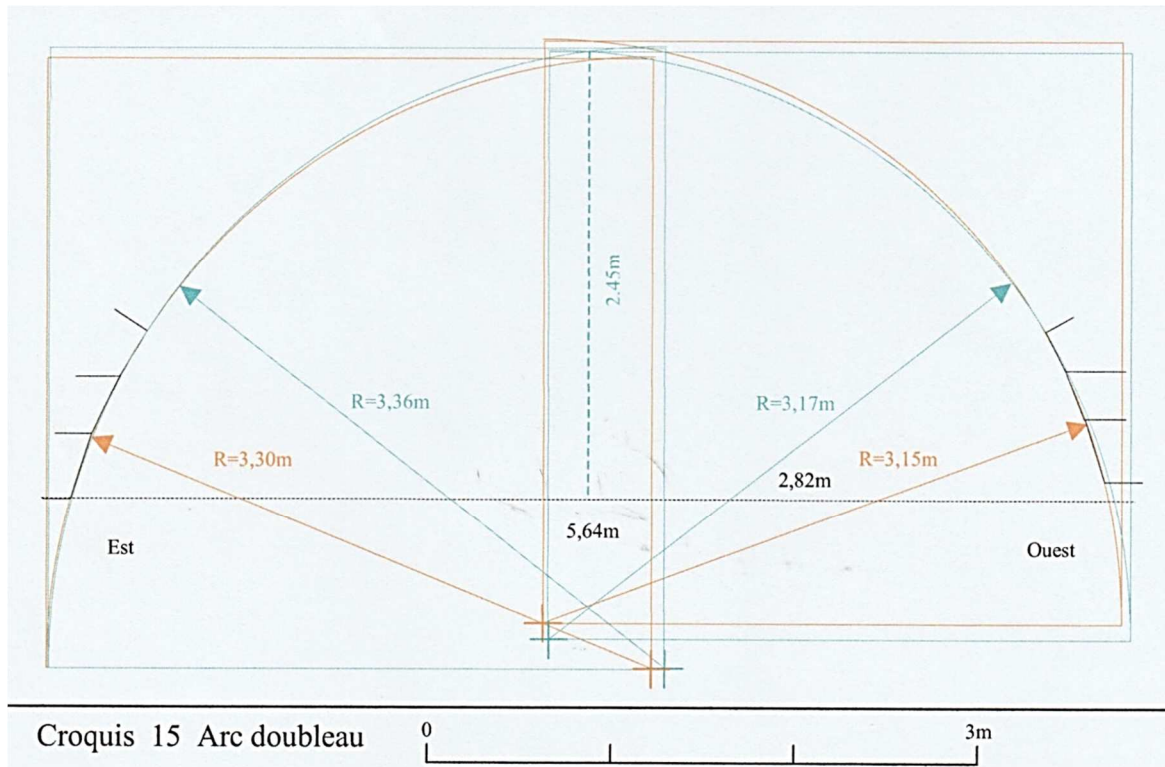 2.45m
R=3,36m
R=3,17m
R=3,30m
R=3,15m
2,82m
5,64m
Est
Ouest
Croquis 15 Arc doubleau
0
3m